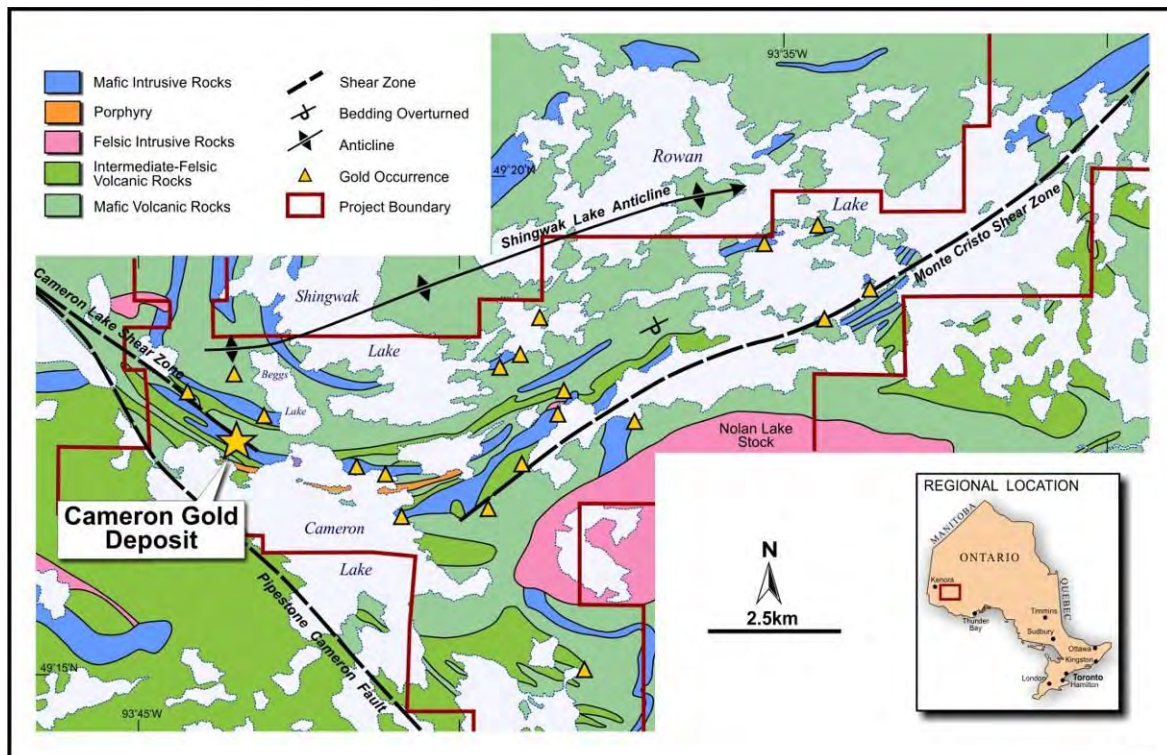 Mafic Intrusive Rocks
Porphyry
Felsic Intrusive Rocks
Intermediate-Felsic
Volcanic Rocks
Mafic Volcanic Rocks
Shear Zone
Bedding Overturned
Anticline
Gold Occurrence
Project Boundary
93°35'
49°20'N
Rowan
Lake
Shingwak Lake Anticline
Monte Cristo Shear Zone
Cameron Lake Shear Zone
Shingwak
Lake
Beggs
Lake
Nolan Lake
Stock
Cameron Gold
Deposit
Cameron
Lake
Pipestone Cameron Fault
49°15'N
93°45'W
N
2.5km
REGIONAL LOCATION
MANITOBA
ONTARIO
QUEBEC
Kenora
Thunder
Bay
Timmins
Sudbury
Ottawa
Kingston
Toronto
Hamilton
London